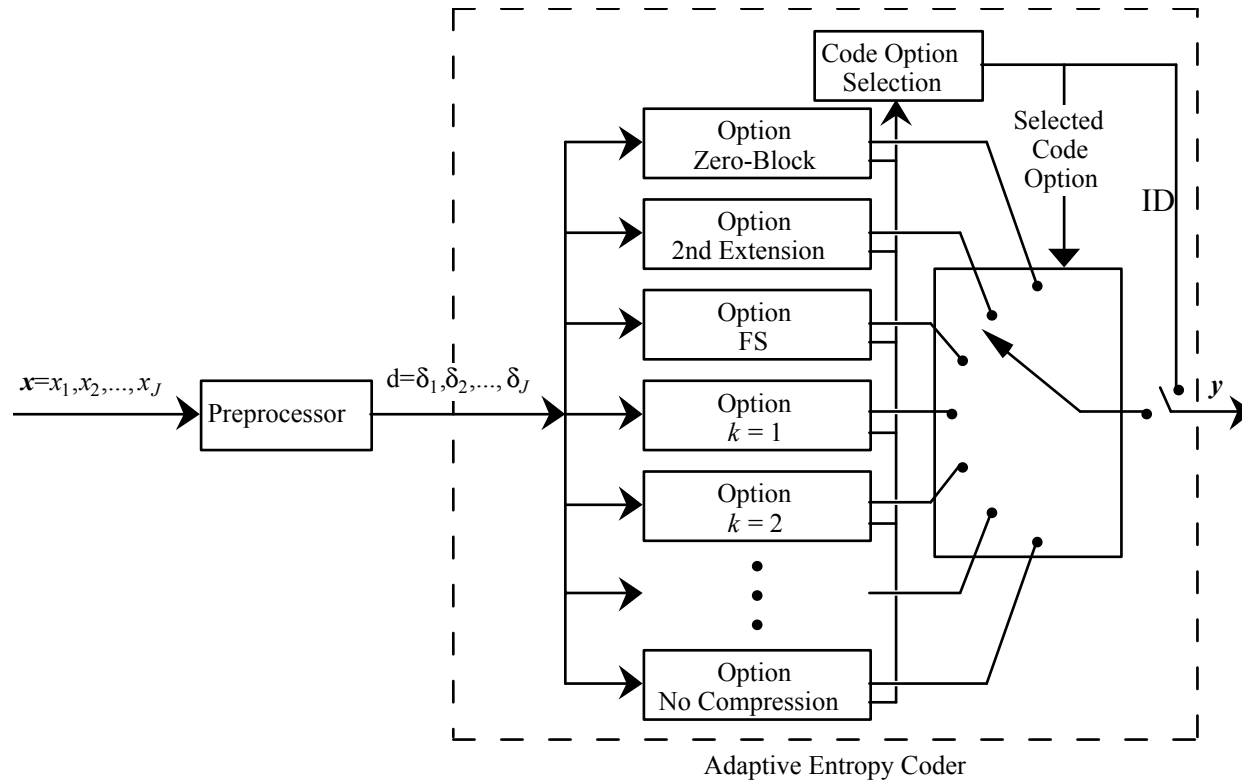 Code Option
Selection
Option
Zero-Block
Selected
Code
Option
ID
Option
2nd Extension
Option
FS
x=x1,x2,..., xJ
Preprocessor
d=δ1,δ2,..., δJ
Option
k = 1
y
Option
k = 2
Option
No Compression
Adaptive Entropy Coder